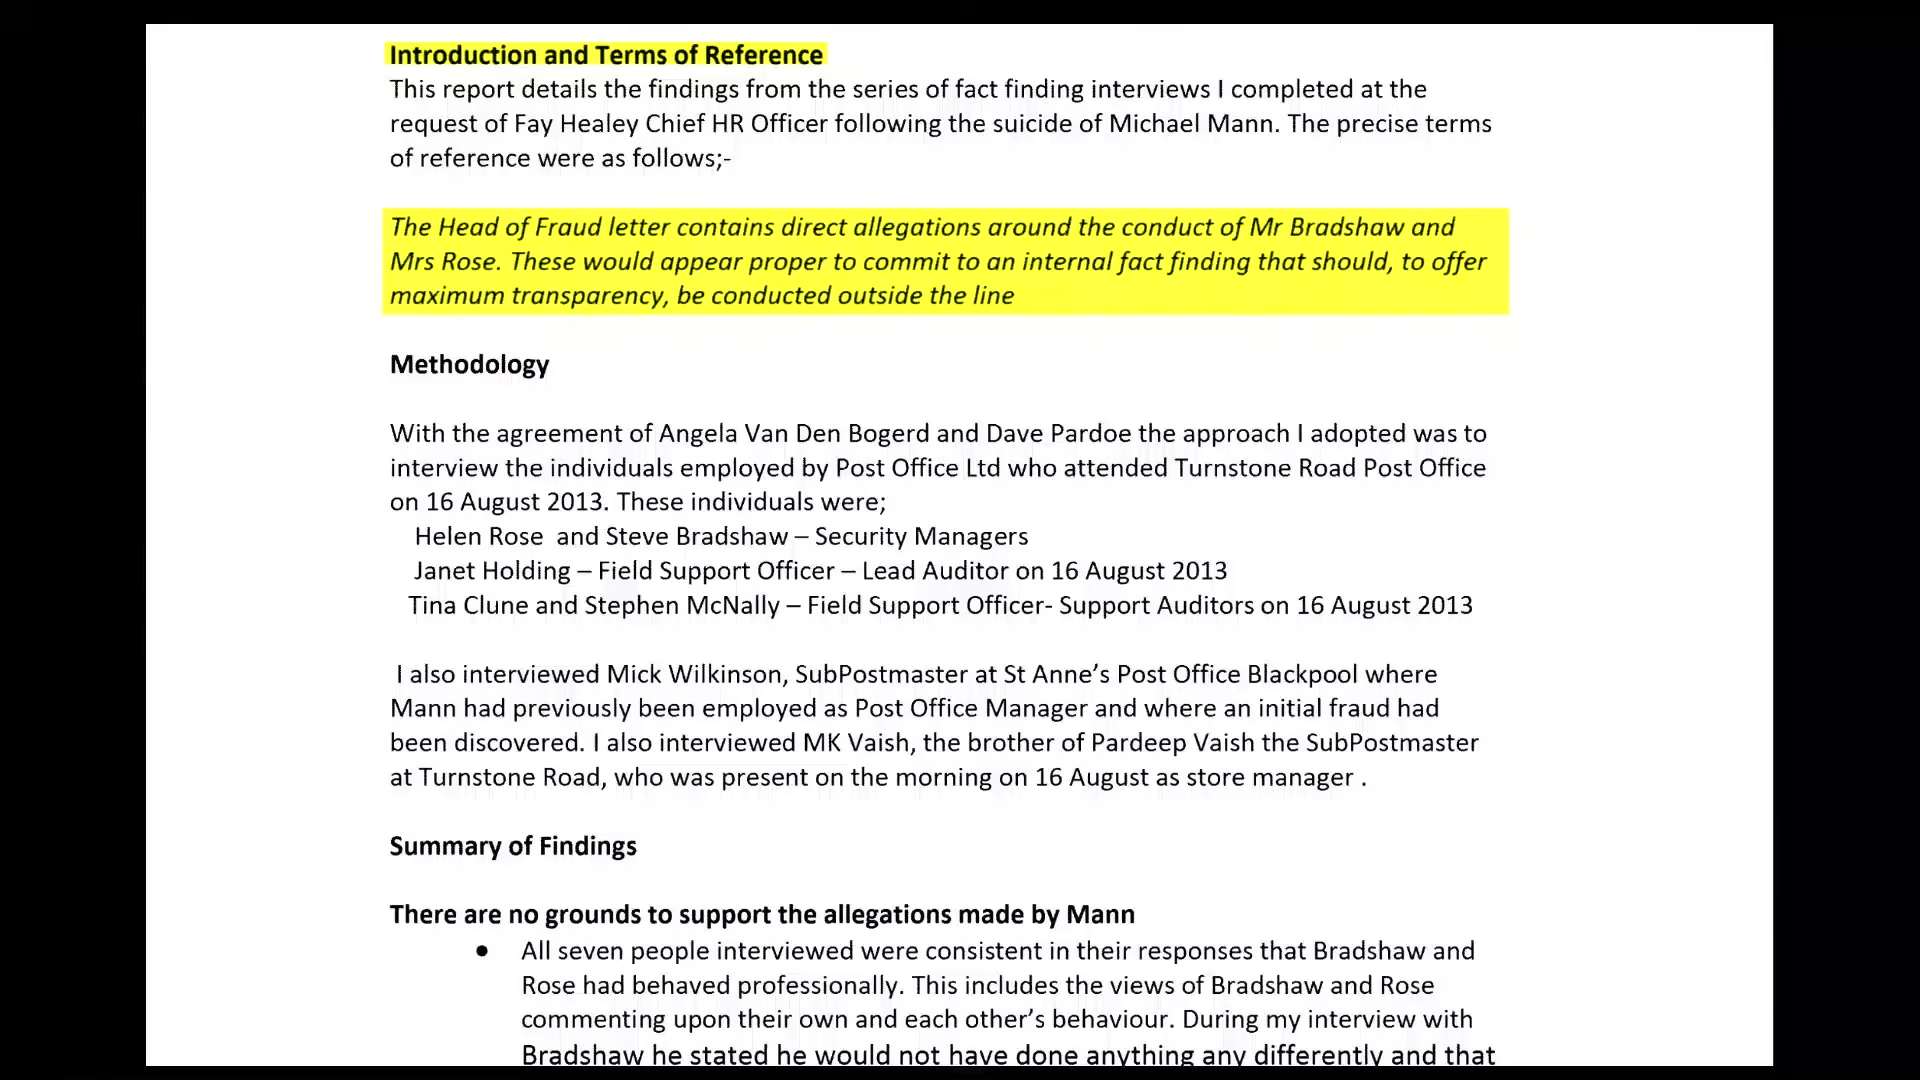 Introduction and Terms of Reference
This report details the findings from the series of fact finding interviews I completed at the
request of Fay Healey Chief HR Officer following the suicide of Michael Mann. The precise terms
of reference were as follows;-
The Head of Fraud letter contains direct allegations around the conduct of Mr Bradshaw and
Mrs Rose. These would appear proper to commit to an internal fact finding that should, to offer
maximum transparency, be conducted outside the line
Methodology
With the agreement of Angela Van Den Bogerd and Dave Pardoe the approach I adopted was to
interview the individuals employed by Post Office Ltd who attended Turnstone Road Post Office
on 16 August 2013. These individuals were;
Helen Rose  and Steve Bradshaw – Security Managers
Janet Holding – Field Support Officer – Lead Auditor on 16 August 2013
Tina Clune and Stephen McNally – Field Support Officer- Support Auditors on 16 August 2013
I also interviewed Mick Wilkinson, SubPostmaster at St Anne’s Post Office Blackpool where
Mann had previously been employed as Post Office Manager and where an initial fraud had
been discovered. I also interviewed MK Vaish, the brother of Pardeep Vaish the SubPostmaster
at Turnstone Road, who was present on the morning on 16 August as store manager .
Summary of Findings
There are no grounds to support the allegations made by Mann
• All seven people interviewed were consistent in their responses that Bradshaw and
Rose had behaved professionally. This includes the views of Bradshaw and Rose
commenting upon their own and each other’s behaviour. During my interview with
Bradshaw he stated he would not have done anything any differently and that